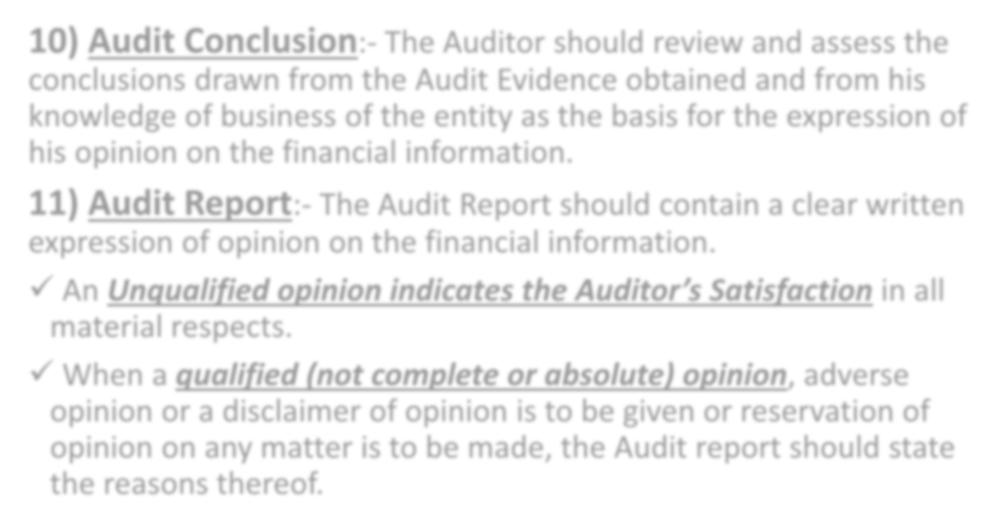 10) Audit Conclusion:- The Auditor should review and assess the
conclusions drawn from the Audit Evidence obtained and from his
knowledge of business of the entity as the basis for the expression of
his opinion on the financial information.
11) Audit Report:- The Audit Report should contain a clear written
expression of opinion on the financial information.
✓ An Unqualified opinion indicates the Auditor’s Satisfaction in all
material respects.
✓ When a qualified (not complete or absolute) opinion, adverse
opinion or a disclaimer of opinion is to be given or reservation of
opinion on any matter is to be made, the Audit report should state
the reasons thereof.